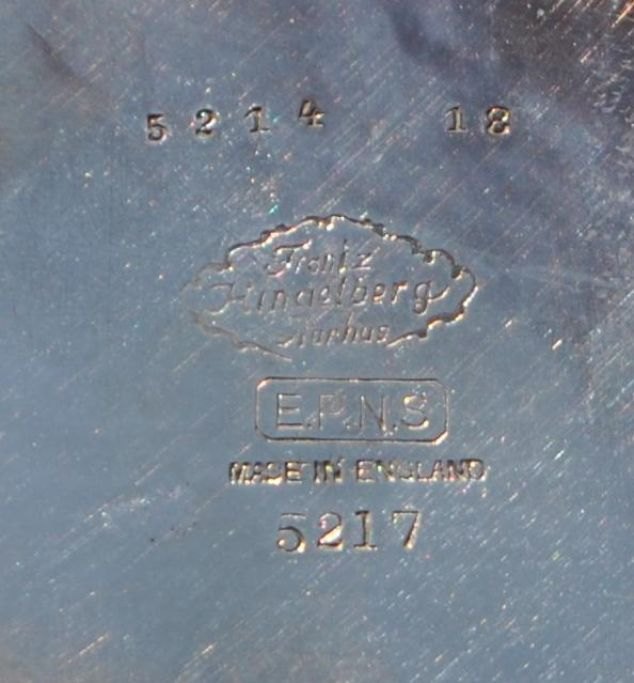 5214 18
Frantz
Hingelberg
Aarhus
E.P.N.S
MADE IN ENGLAND
5217